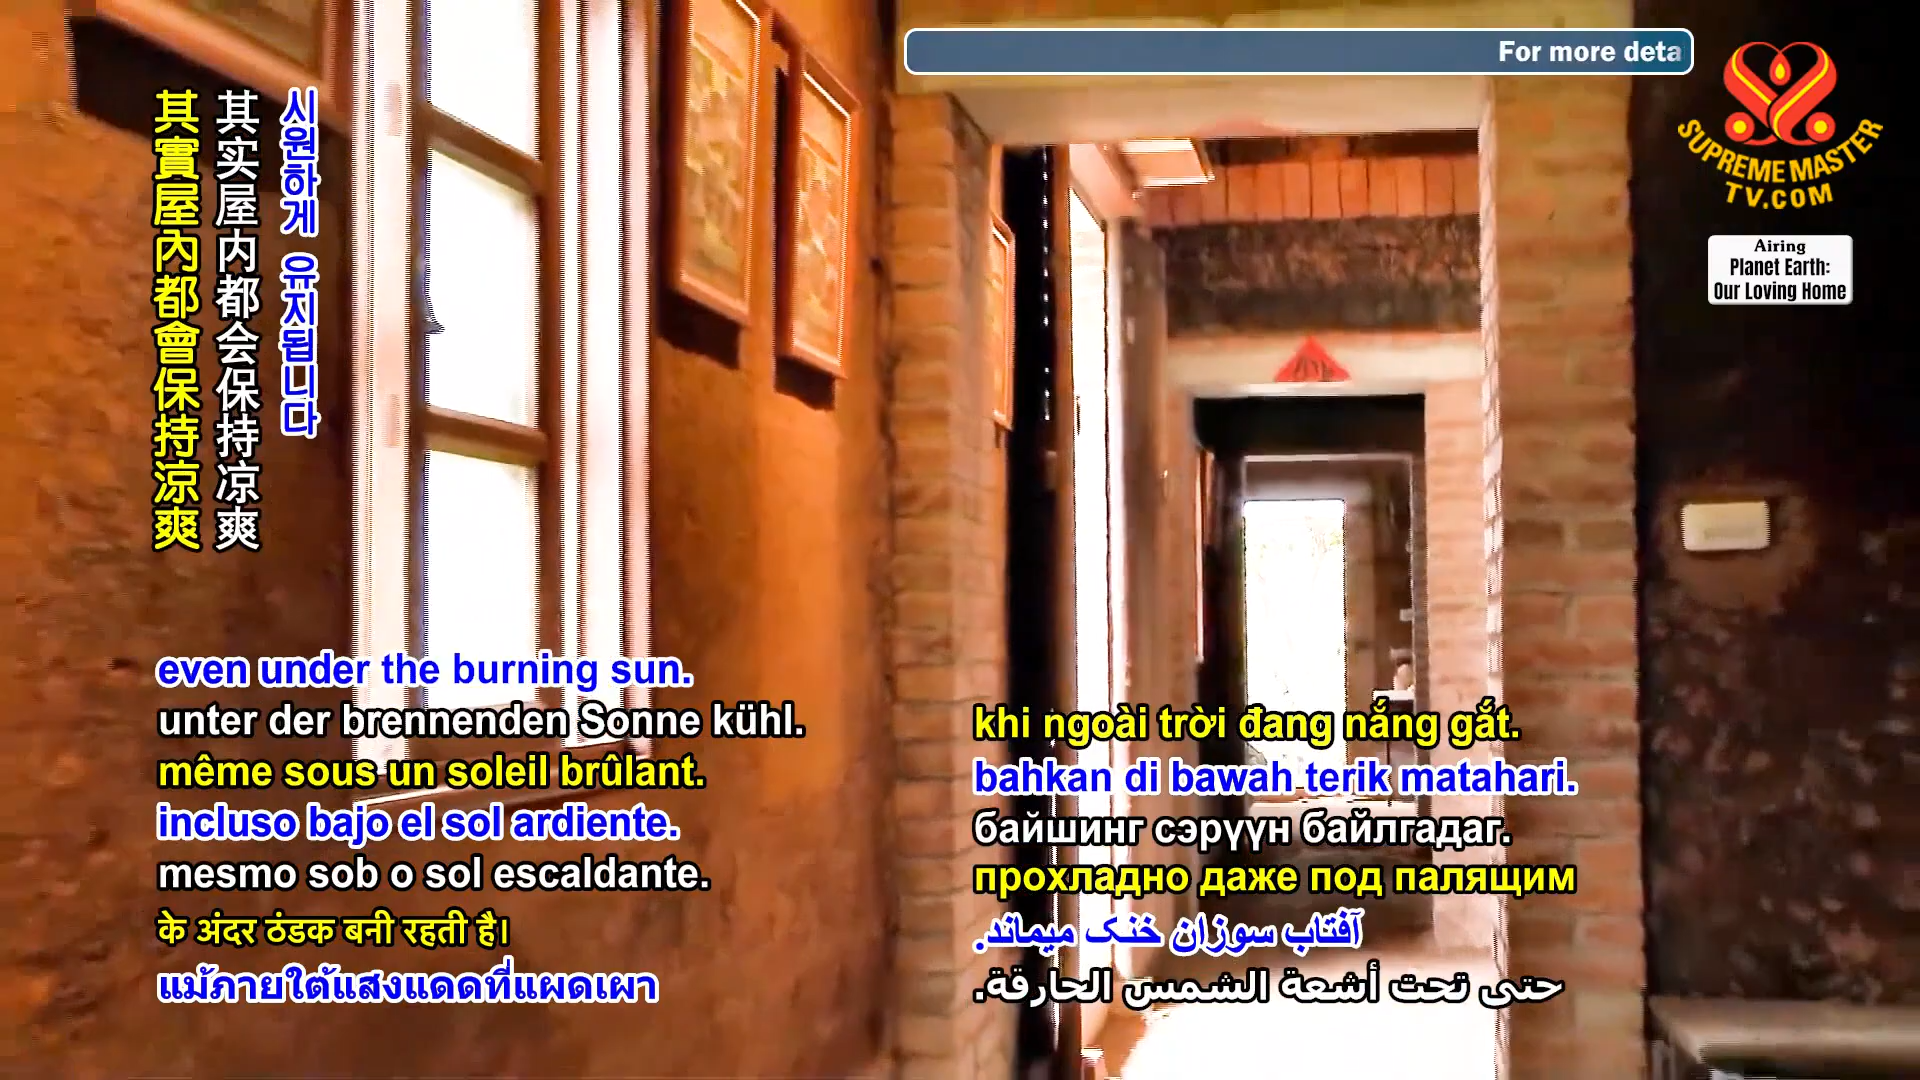 For more deta
SUPREME MASTER
TV.COM
Airing
Planet Earth:
Our Loving Home
其實屋內都會保持涼爽
其实屋内都会保持凉爽
시원하게 유지됩니다
even under the burning sun.
unter der brennenden Sonne kühl.
même sous un soleil brûlant.
incluso bajo el sol ardiente.
mesmo sob o sol escaldante.
के अंदर ठंडक बनी रहती है।
แม้ภายใต้แสงแดดที่แผดเผา
khi ngoài trời đang nắng gắt.
bahkan di bawah terik matahari.
байшинг сэрүүн байлгадаг.
прохладно даже под палящим
آفتاب سوزان خنک میماند.
حتى تحت أشعة الشمس الحارقة.